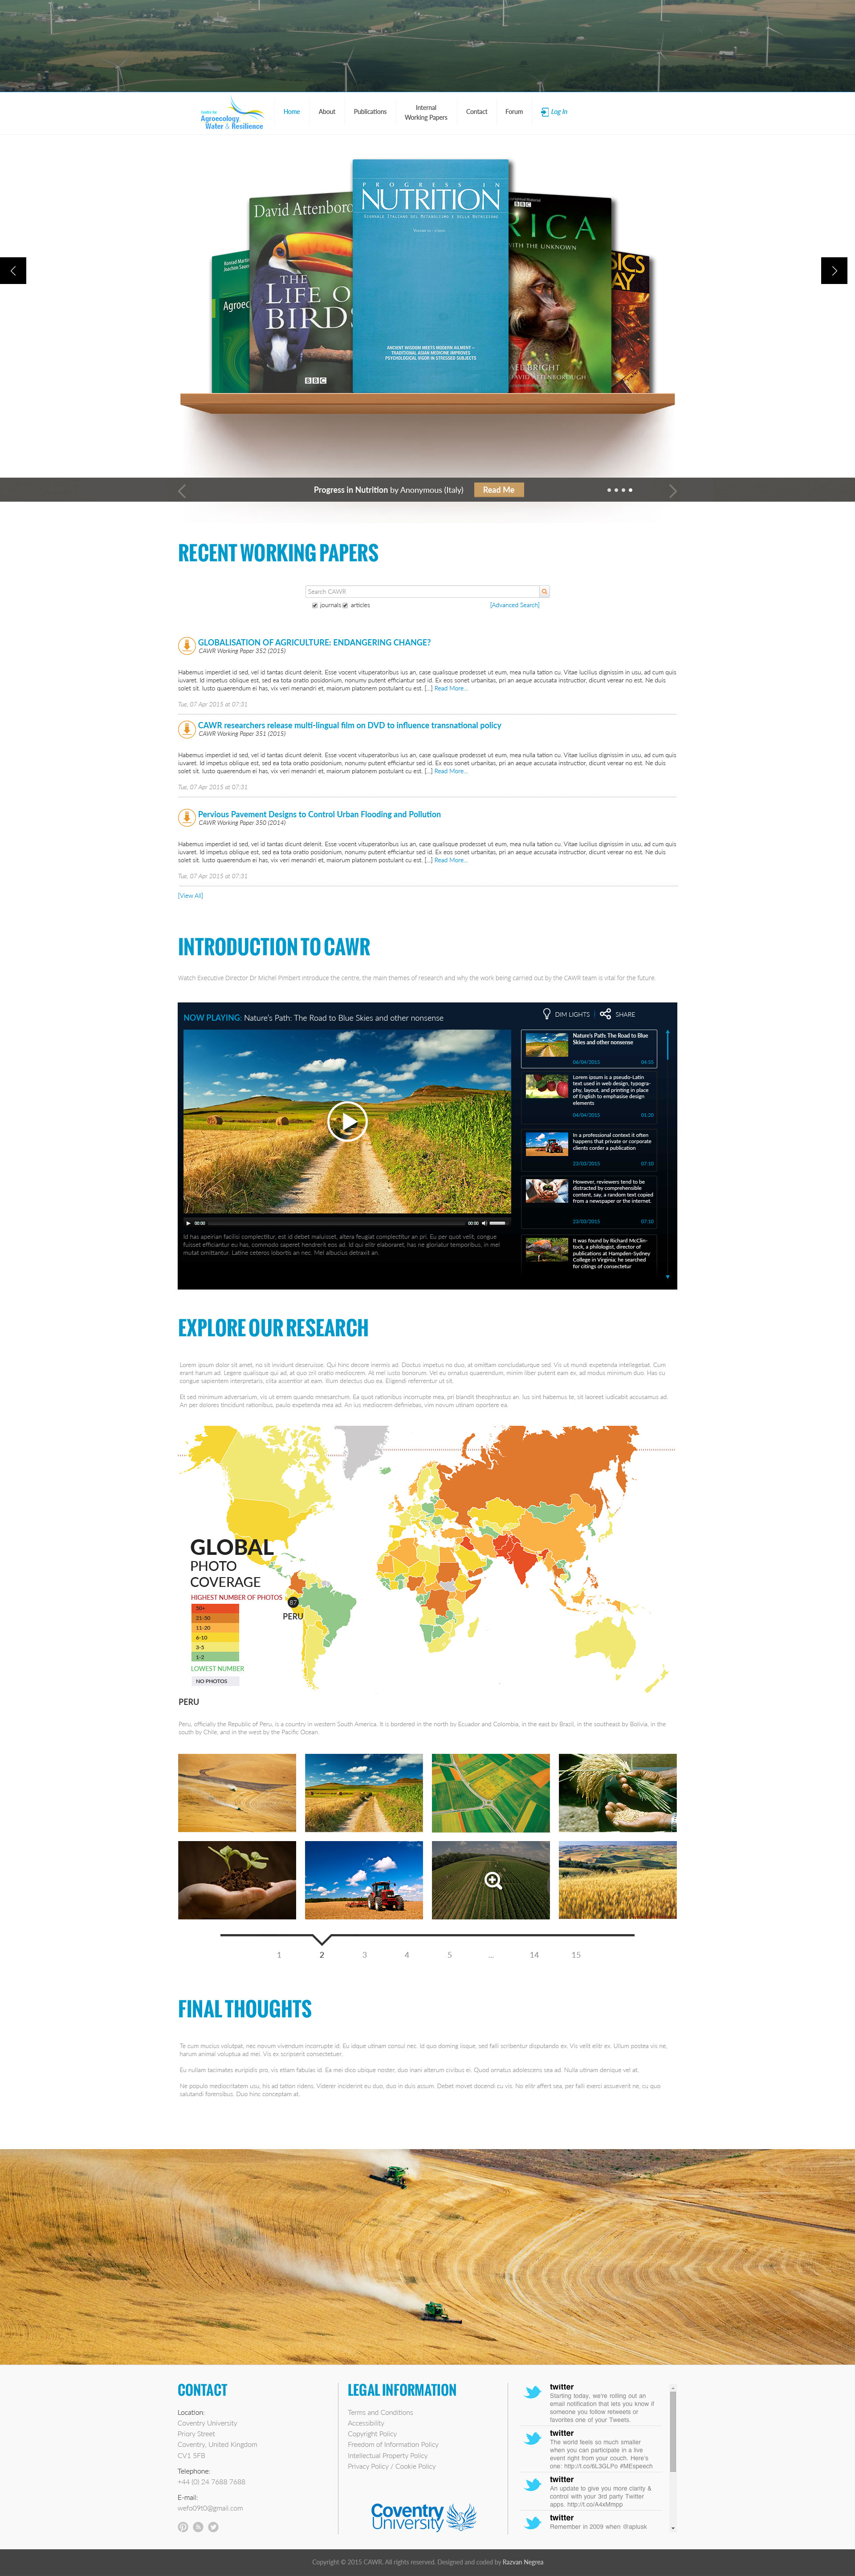 Centre for
Agroecology,
Water & Resilience
Home
About
Publications
Internal
Working Papers
Contact
Forum
Log In
Konrad Martin
Joachim Sauer
Agroec
David Attenboro
THE
LIFE O
BIRDS
BBC
PROGRESS IN
NUTRITION
GIORNALE ITALIANO DEL METABOLISMO E DELLA NUTRIZIONE
ANCIENT WISDOM MEETS MODERN AILMENT –
TRADITIONAL ASIAN MEDICINE IMPROVES
PSYCHOLOGICAL VIGOR IN STRESSED SUBJECTS
BBC
RICA
WITH THE UNKNOWN
AEL BRIGHT
DAVID ATTENBOROUGH
ICS
AY
Progress in Nutrition by Anonymous (Italy)
Read Me
RECENT WORKING PAPERS
Search CAWR
journals
articles
[Advanced Search]
GLOBALISATION OF AGRICULTURE: ENDANGERING CHANGE?
CAWR Working Paper 352 (2015)
Habemus imperdiet id sed, vel id tantas dicunt delenit. Esse vocent vituperatoribus ius an, case qualisque prodesset ut eum, mea nulla tation cu. Vitae lucilius dignissim in usu, ad cum quis
iuvaret. Id impetus oblique est, sed ea tota oratio posidonium, nonumy putent efficiantur sed id. Ex eos sonet urbanitas, pri an aeque accusata instructior, dicunt verear no est. Ne duis
solet sit. Iusto quaerendum ei has, vix veri menandri et, maiorum platonem postulant cu est. [...] Read More...
Tue, 07 Apr 2015 at 07:31
CAWR researchers release multi-lingual film on DVD to influence transnational policy
CAWR Working Paper 351 (2015)
Habemus imperdiet id sed, vel id tantas dicunt delenit. Esse vocent vituperatoribus ius an, case qualisque prodesset ut eum, mea nulla tation cu. Vitae lucilius dignissim in usu, ad cum quis
iuvaret. Id impetus oblique est, sed ea tota oratio posidonium, nonumy putent efficiantur sed id. Ex eos sonet urbanitas, pri an aeque accusata instructior, dicunt verear no est. Ne duis
solet sit. Iusto quaerendum ei has, vix veri menandri et, maiorum platonem postulant cu est. [...] Read More...
Tue, 07 Apr 2015 at 07:31
Pervious Pavement Designs to Control Urban Flooding and Pollution
CAWR Working Paper 350 (2014)
Habemus imperdiet id sed, vel id tantas dicunt delenit. Esse vocent vituperatoribus ius an, case qualisque prodesset ut eum, mea nulla tation cu. Vitae lucilius dignissim in usu, ad cum quis
iuvaret. Id impetus oblique est, sed ea tota oratio posidonium, nonumy putent efficiantur sed id. Ex eos sonet urbanitas, pri an aeque accusata instructior, dicunt verear no est. Ne duis
solet sit. Iusto quaerendum ei has, vix veri menandri et, maiorum platonem postulant cu est. [...] Read More...
Tue, 07 Apr 2015 at 07:31
[View All]
INTRODUCTION TO CAWR
Watch Executive Director Dr Michel Pimbert introduce the centre, the main themes of research and why the work being carried out by the CAWR team is vital for the future.
NOW PLAYING: Nature's Path: The Road to Blue Skies and other nonsense
DIM LIGHTS
SHARE
Nature's Path: The Road to Blue
Skies and other nonsense
06/04/2015 04:55
Lorem ipsum is a pseudo-Latin
text used in web design, typogra-
phy, layout, and printing in place
of English to emphasise design
elements
04/04/2015 01:20
In a professional context it often
happens that private or corporate
clients corder a publication
23/03/2015 07:10
However, reviewers tend to be
distracted by comprehensible
content, say, a random text copied
from a newspaper or the internet.
23/03/2015 07:10
It was found by Richard McClin-
tock, a philologist, director of
publications at Hampden-Sydney
College in Virginia; he searched
for citings of consectetur
00:00
00:00
Id has apeirian facilisi complectitur, est id debet maluisset, altera feugiat complectitur an pri. Eu per quot velit, congue
fuisset efficiantur eu has, commodo saperet hendrerit ea. Id qui elitr elaboraret, has ne gloriatur temporibus, in mel
mutat omittantur. Latine ceteros lobortis an nec. Mei albucius detraxit an.
EXPLORE OUR RESEARCH
Lorem ipsum dolor sit amet, no sit invidunt deseruisse. Qui hinc decore inermis ad. Doctus impetus no duo, at omittam concludaturque sed. Vis ut mundi expetenda intellegebat. Cum
erant harum ad. Legere qualisque qui ad, at quo zril oratio mediocrem. At mel iusto bonorum. Vel eu ornatus quaerendum, minim liber putent eam ex, ad modus minimum duo. Has cu
congue sapientem interpretaris, clita assentior at eam. Illum delectus duo ea. Eligendi referrentur ut sit.
Et sed minimum adversarium, vis ut errem quando mnesarchum. Ea quot rationibus incorrupte mea, pri blandit theophrastus an. Ius sint habemus te, sit laoreet iudicabit accusamus ad.
An per dolores tincidunt rationibus, paulo expetenda mea ad. An ius mediocrem definiebas, vim novum utinam oportere ea.
GLOBAL
PHOTO
COVERAGE
HIGHEST NUMBER OF PHOTOS
50+
21-50
11-20
6-10
3-5
1-2
LOWEST NUMBER
NO PHOTOS
87
PERU
PERU
Peru, officially the Republic of Peru, is a country in western South America. It is bordered in the north by Ecuador and Colombia, in the east by Brazil, in the southeast by Bolivia, in the
south by Chile, and in the west by the Pacific Ocean.
1 2 3 4 5 ... 14 15
FINAL THOUGHTS
Te cum mucius volutpat, nec novum vivendum incorrupte id. Eu idque utinam consul nec. Id quo doming iisque, sed falli scribentur disputando ex. Vis velit elitr ex. Ullum postea vis ne,
harum animal voluptua ad mei. Vis ex scripserit consectetuer.
Eu nullam tacimates euripidis pro, vis etiam fabulas id. Ea mei dico ubique noster, duis inani alterum civibus ei. Quod ornatus adolescens sea ad. Nulla utinam denique vel at.
Ne populo mediocritatem usu, his ad tation ridens. Viderer inciderint eu duo, duo in duis assum. Debet movet docendi cu vis. No elitr affert sea, per falli exerci assueverit ne, cu quo
salutandi forensibus. Duo hinc conceptam at.
CONTACT
Location:
Coventry University
Priory Street
Coventry, United Kingdom
CV1 5FB
Telephone:
+44 (0) 24 7688 7688
E-mail:
wefo09t0@gmail.com
LEGAL INFORMATION
Terms and Conditions
Accessibility
Copyright Policy
Freedom of Information Policy
Intellectual Property Policy
Privacy Policy / Cookie Policy
Coventry
University
twitter
Starting today, we're rolling out an
email notification that lets you know if
someone you follow retweets or
favorites one of your Tweets.
twitter
The world feels so much smaller
when you can participate in a live
event right from your couch. Here's
one: http://t.co/6L3GLPo #MEspeech
twitter
An update to give you more clarity &
control with your 3rd party Twitter
apps. http://t.co/A4xMmpp
twitter
Remember in 2009 when @aplusk
Copyright © 2015 CAWR. All rights reserved. Designed and coded by Razvan Negrea